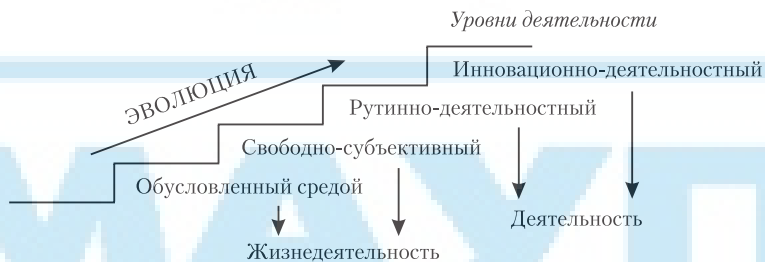 Уровни деятельности
Инновационно-деятельностный
ЭВОЛЮЦИЯ
Рутинно-деятельностный
Свободно-субъективный
Обусловленный средой
Деятельность
Жизнедеятельность